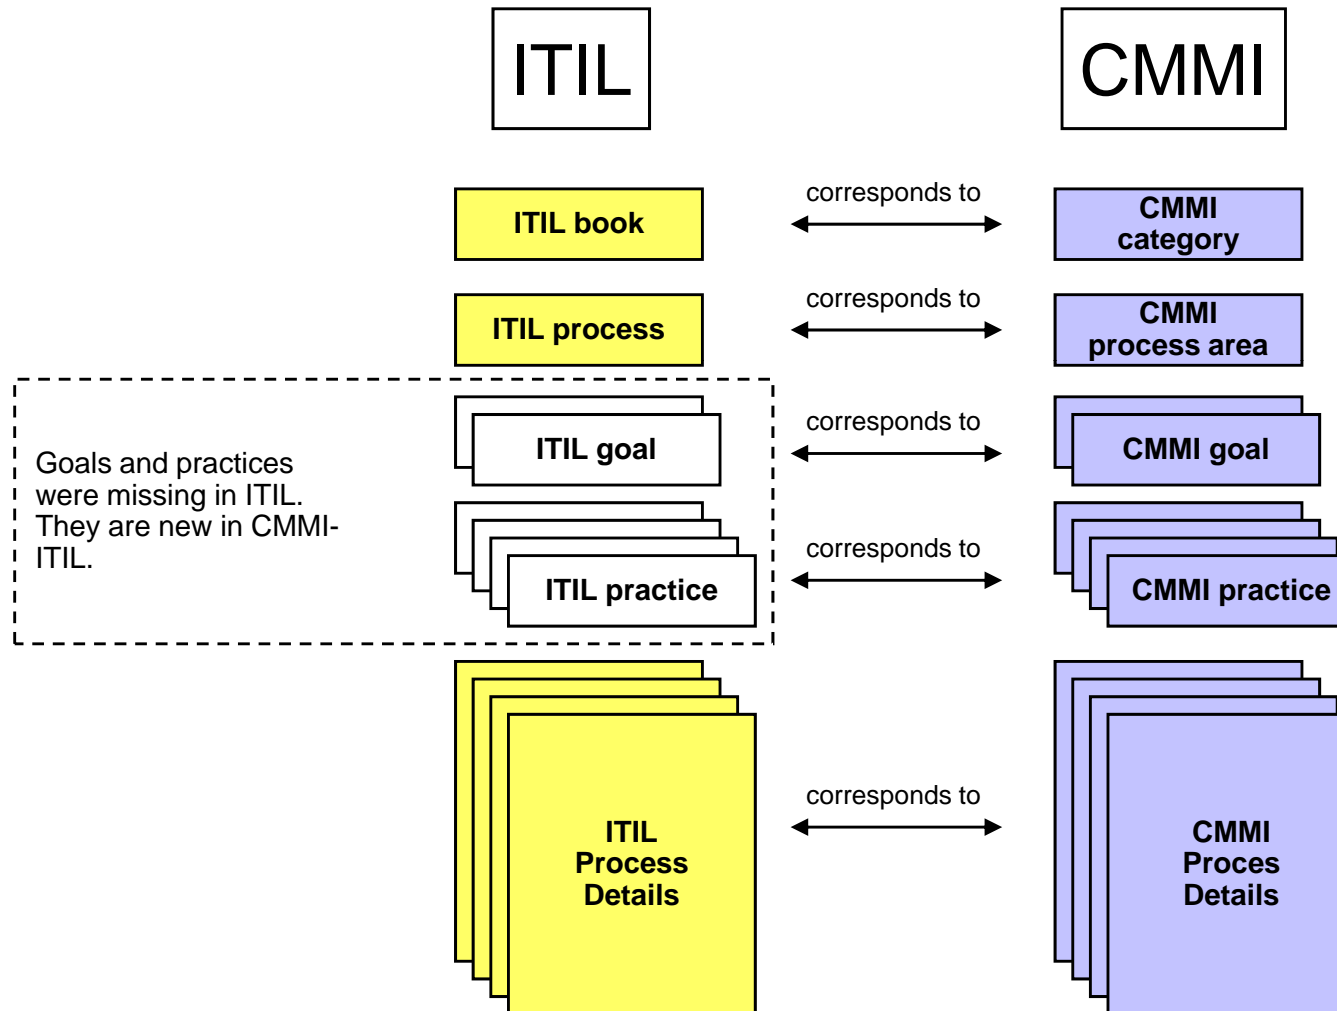 ITIL
CMMI
ITIL book
corresponds to
CMMI
category
ITIL process
corresponds to
CMMI
process area
Goals and practices
were missing in ITIL.
They are new in CMMI-
ITIL.
ITIL goal
corresponds to
CMMI goal
ITIL practice
corresponds to
CMMI practice
ITIL
Process
Details
corresponds to
CMMI
Proces
Details